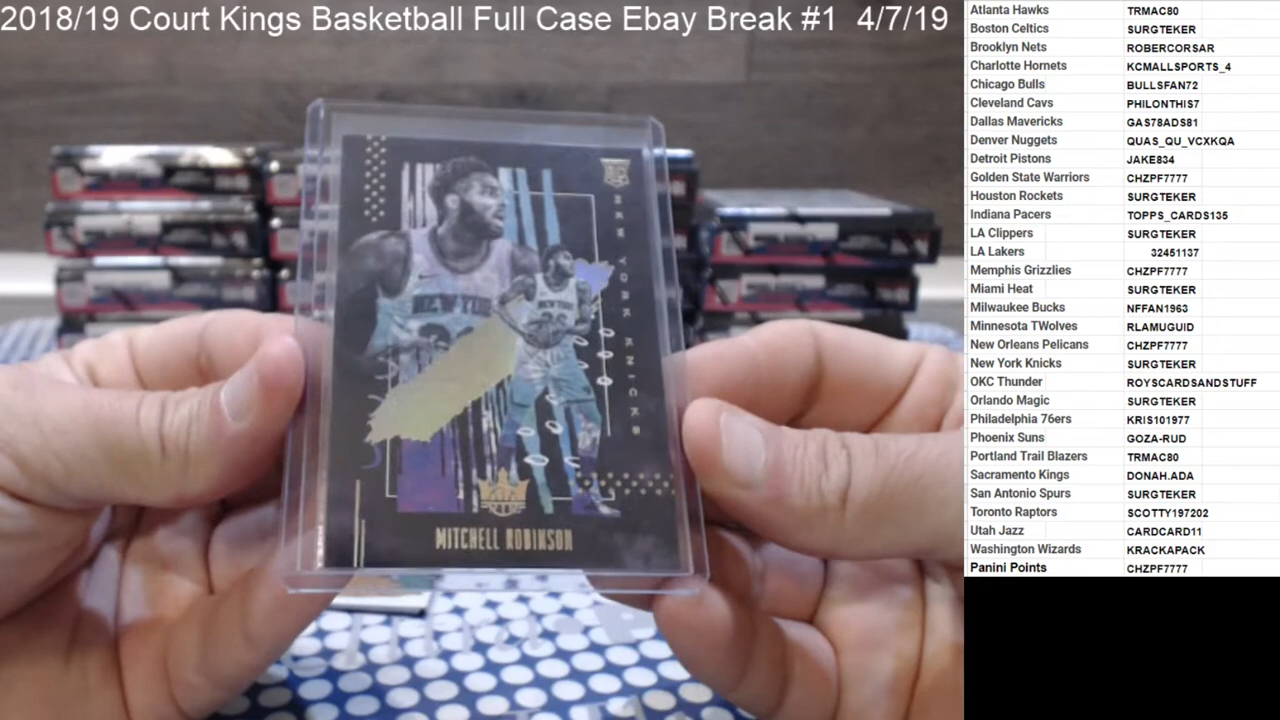 2018/19 Court Kings Basketball Full Case Ebay Break #1 4/7/19
RC
NEW YORK KNICKS
NEW YORK
MITCHELL ROBINSON
Atlanta Hawks TRMAC80
Boston Celtics SURGTEKER
Brooklyn Nets ROBERCORSAR
Charlotte Hornets KCMALLSPORTS_4
Chicago Bulls BULLSFAN72
Cleveland Cavs PHILONTHIS7
Dallas Mavericks GAS78ADS81
Denver Nuggets QUAS_QU_VCXKQA
Detroit Pistons JAKE834
Golden State Warriors CHZPF7777
Houston Rockets SURGTEKER
Indiana Pacers TOPPS_CARDS135
LA Clippers SURGTEKER
LA Lakers 32451137
Memphis Grizzlies CHZPF7777
Miami Heat SURGTEKER
Milwaukee Bucks NFFAN1963
Minnesota TWolves RLAMUGUID
New Orleans Pelicans CHZPF7777
New York Knicks SURGTEKER
OKC Thunder ROYSCARDSANDSTUFF
Orlando Magic SURGTEKER
Philadelphia 76ers KRIS101977
Phoenix Suns GOZA-RUD
Portland Trail Blazers TRMAC80
Sacramento Kings DONAH.ADA
San Antonio Spurs SURGTEKER
Toronto Raptors SCOTTY197202
Utah Jazz CARDCARD11
Washington Wizards KRACKAPACK
Panini Points CHZPF7777